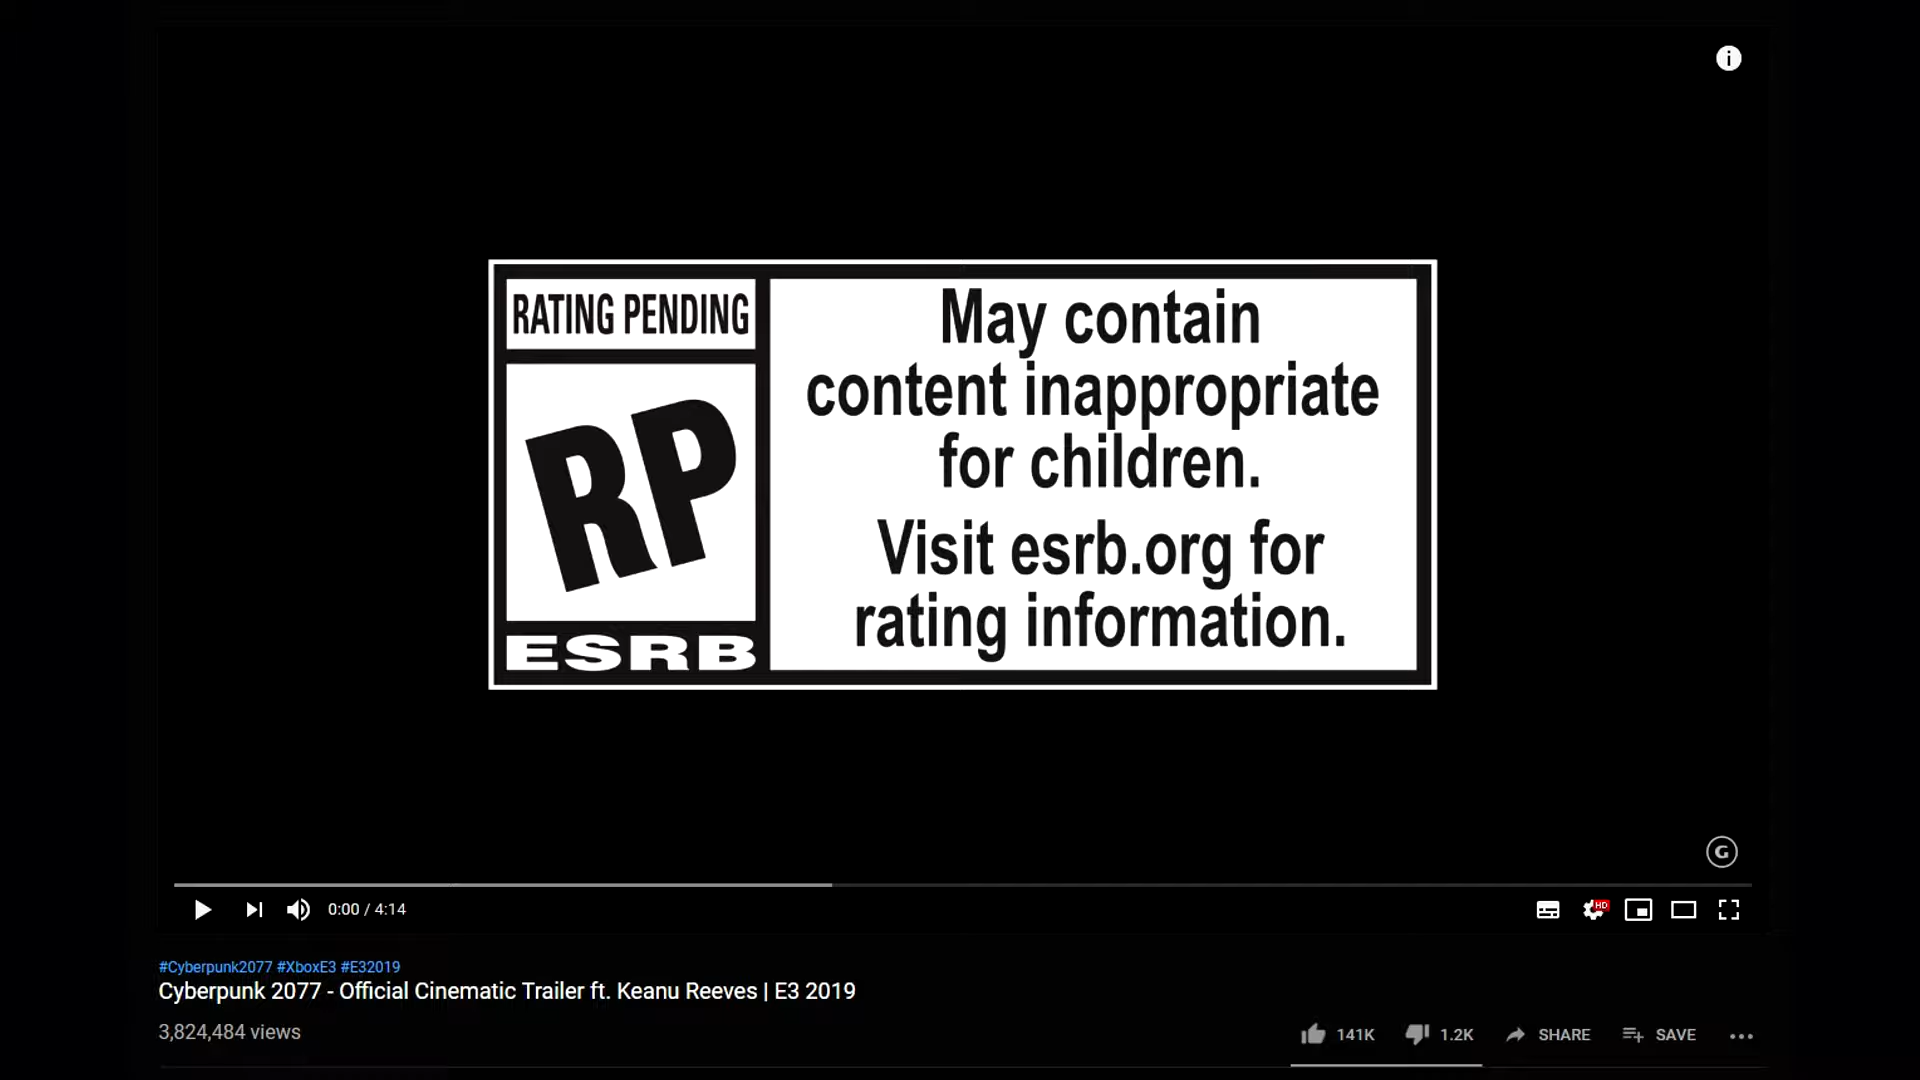 RATING PENDING
RP
ESRB
May contain
content inappropriate
for children.
Visit esrb.org for
rating information.
G
0:00 / 4:14
HD
#Cyberpunk2077 #XboxE3 #E32019
Cyberpunk 2077 - Official Cinematic Trailer ft. Keanu Reeves | E3 2019
3,824,484 views
141K 1.2K SHARE SAVE